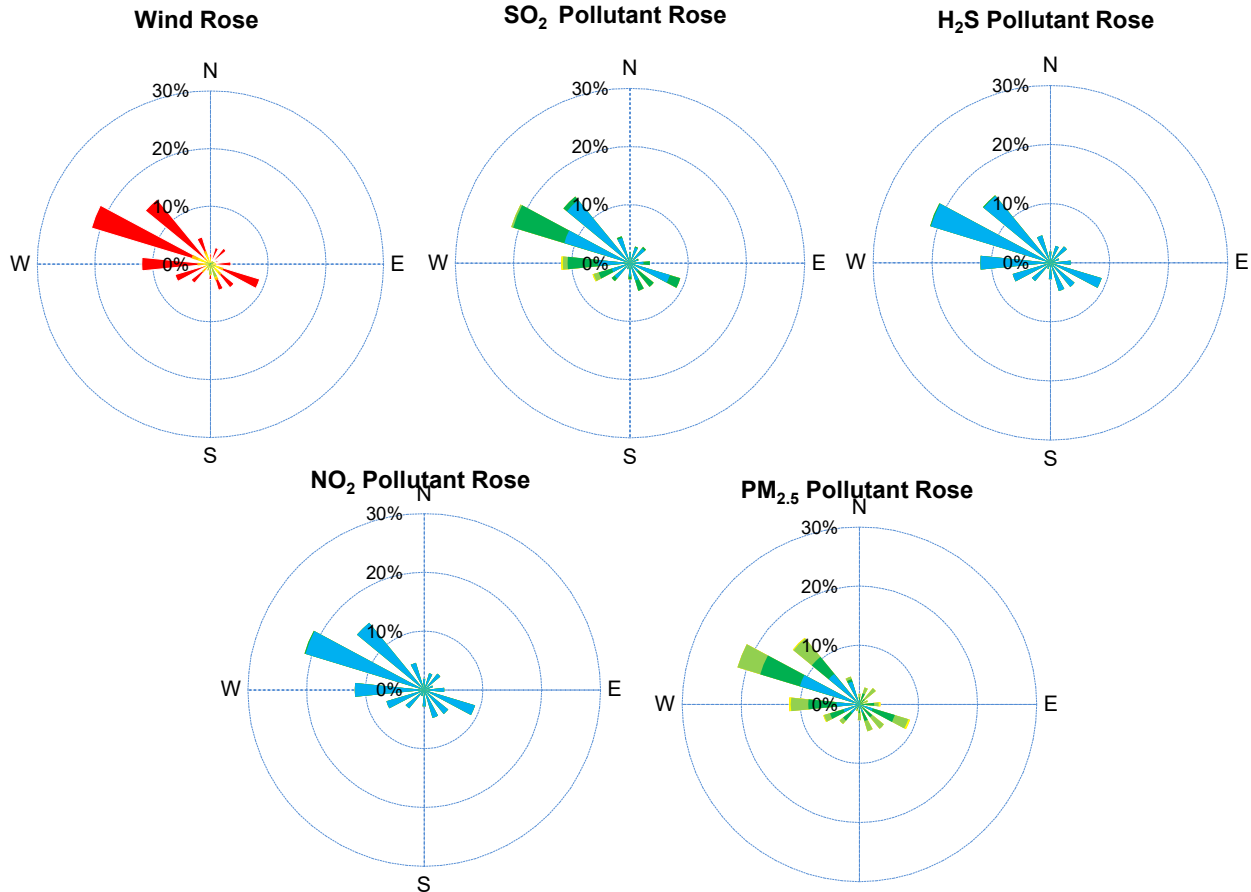 Wind Rose
N
30%
20%
10%
0%
W
E
S
SO₂ Pollutant Rose
N
30%
20%
10%
0%
W
E
S
H₂S Pollutant Rose
N
30%
20%
10%
0%
W
E
S
NO₂ Pollutant Rose
N
30%
20%
10%
0%
W
E
S
PM₂.₅ Pollutant Rose
N
30%
20%
10%
0%
W
E